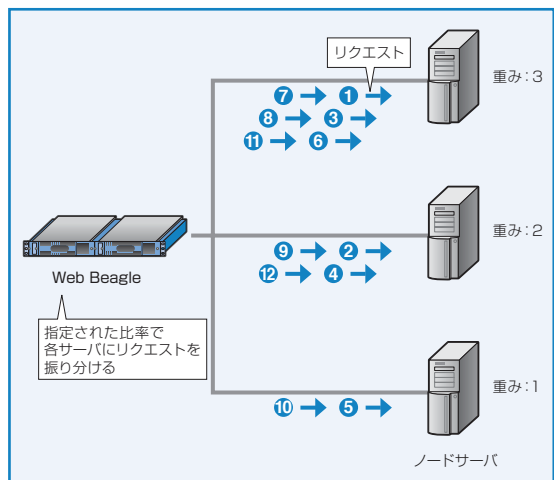 リクエスト
重み：3
❼ ❶
❽ ❸
⓫ ❻
重み：2
❾ ❷
⓬ ❹
Web Beagle
指定された比率で
各サーバにリクエストを
振り分ける
重み：1
❿ ❺
ノードサーバ